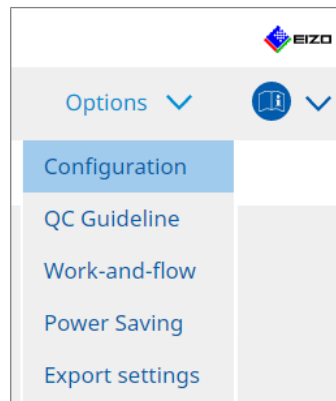 EIZO
Options
Configuration
QC Guideline
Work-and-flow
Power Saving
Export settings